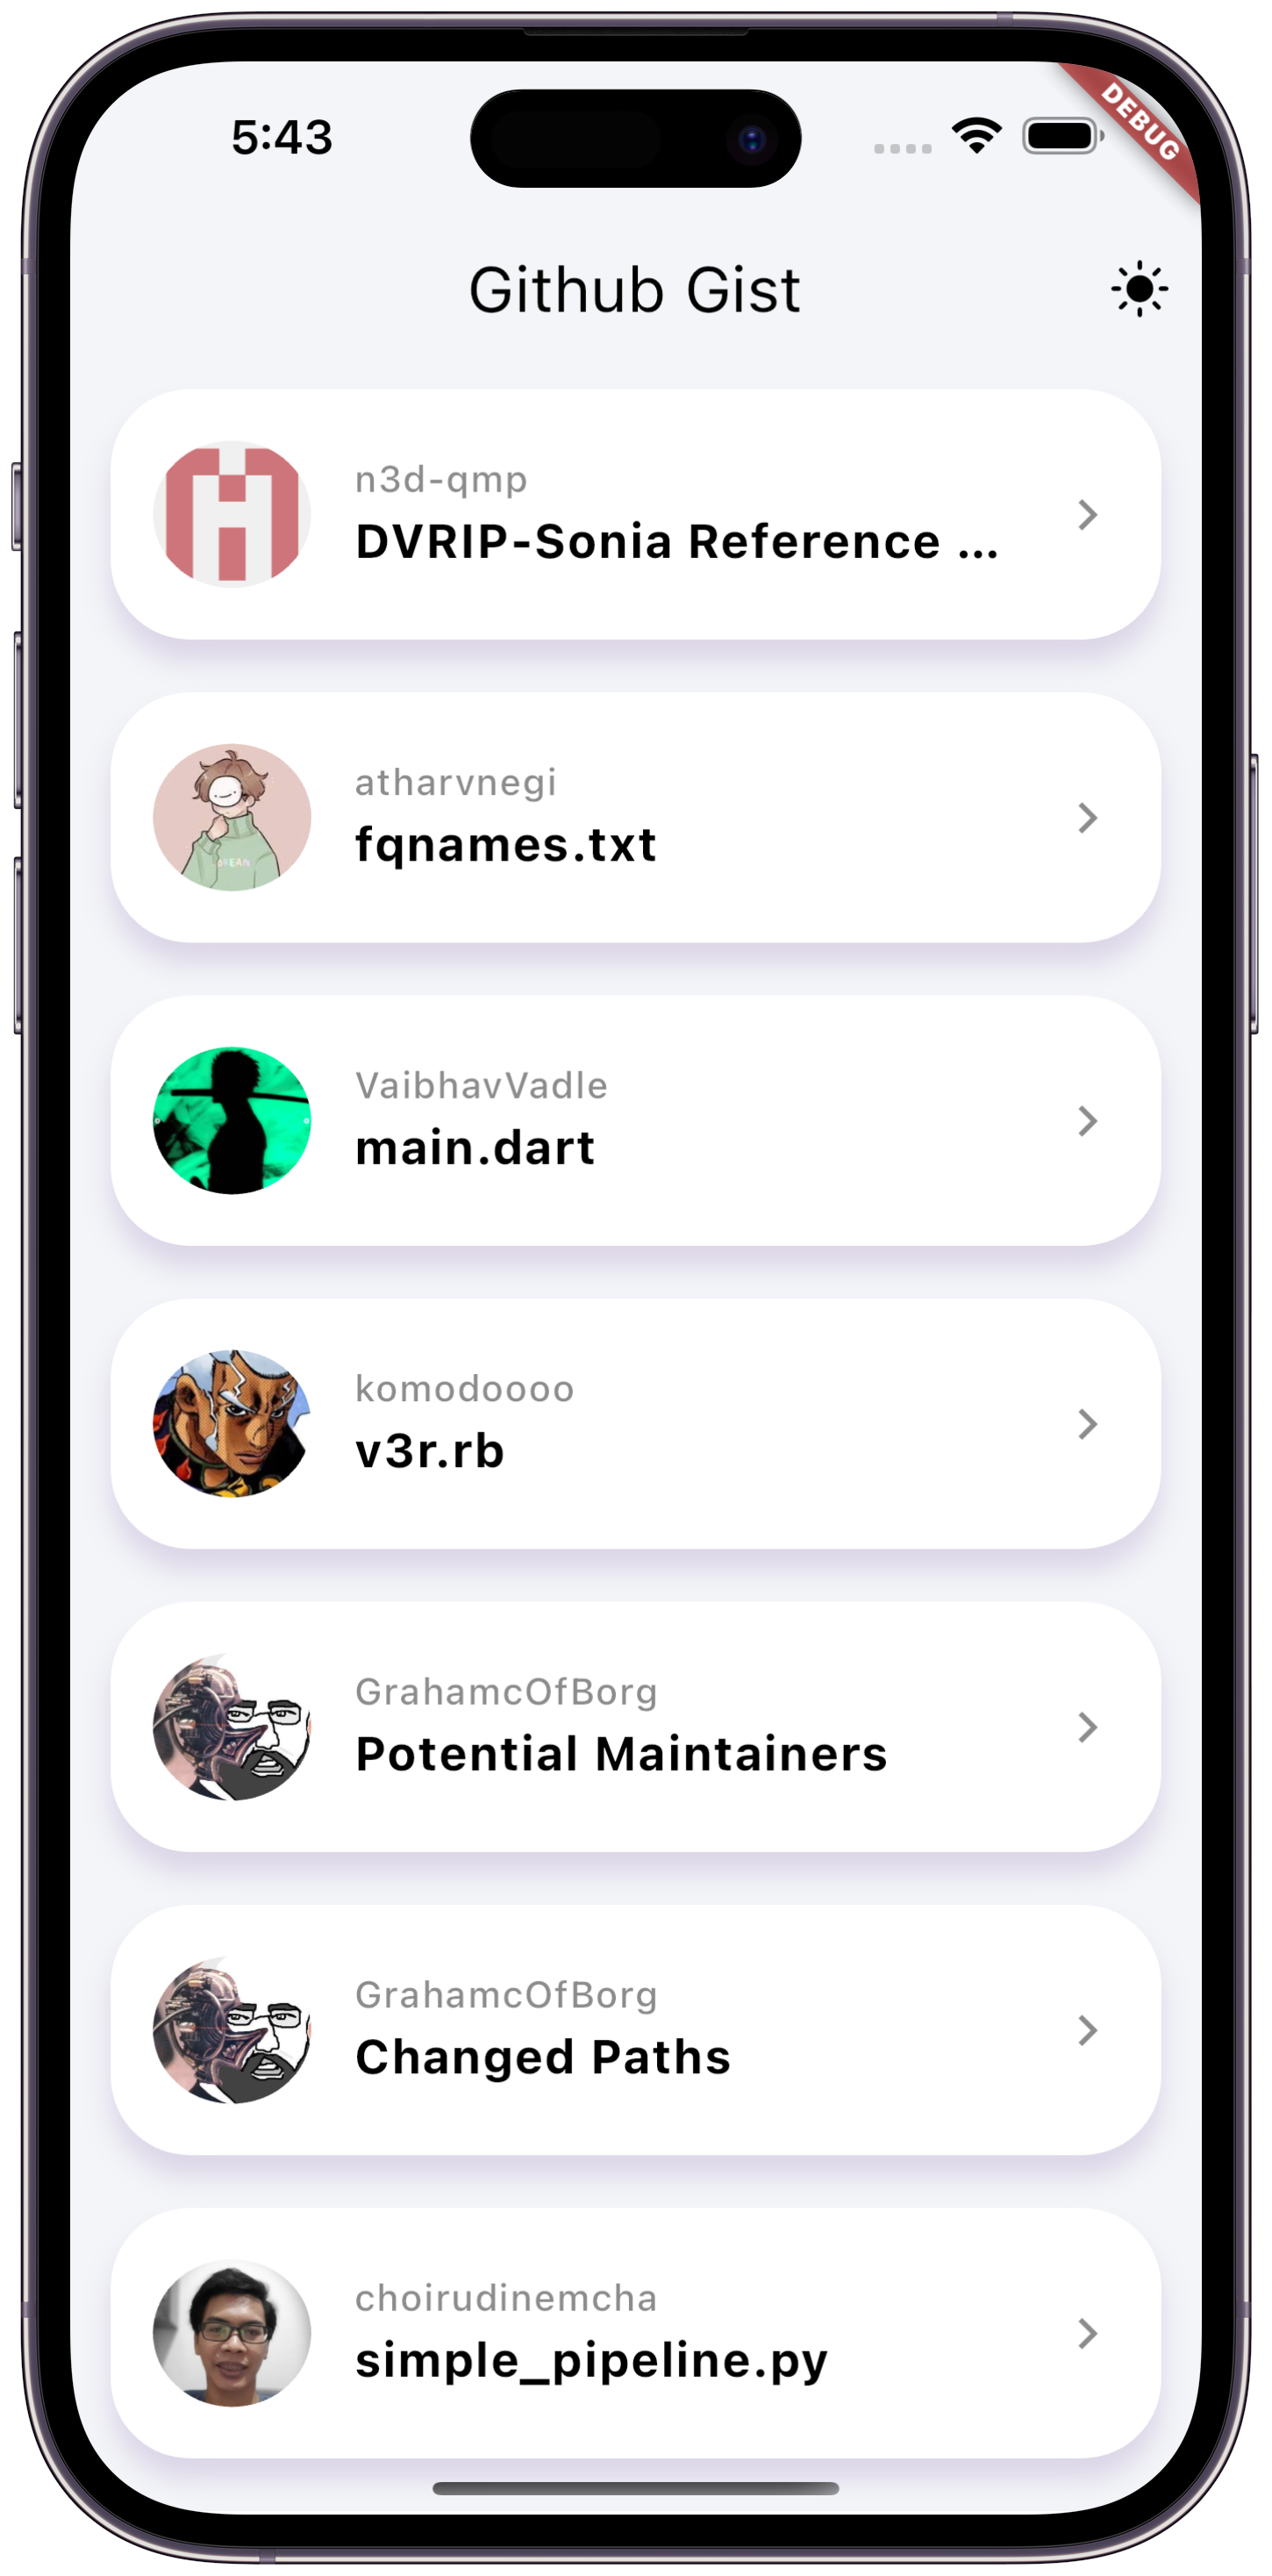 5:43
DEBUG
Github Gist
n3d-qmp
DVRIP-Sonia Reference ...
atharvnegi
fqnames.txt
VaibhavVadle
main.dart
komodoooo
v3r.rb
GrahamcOfBorg
Potential Maintainers
GrahamcOfBorg
Changed Paths
choirudinemcha
simple_pipeline.py